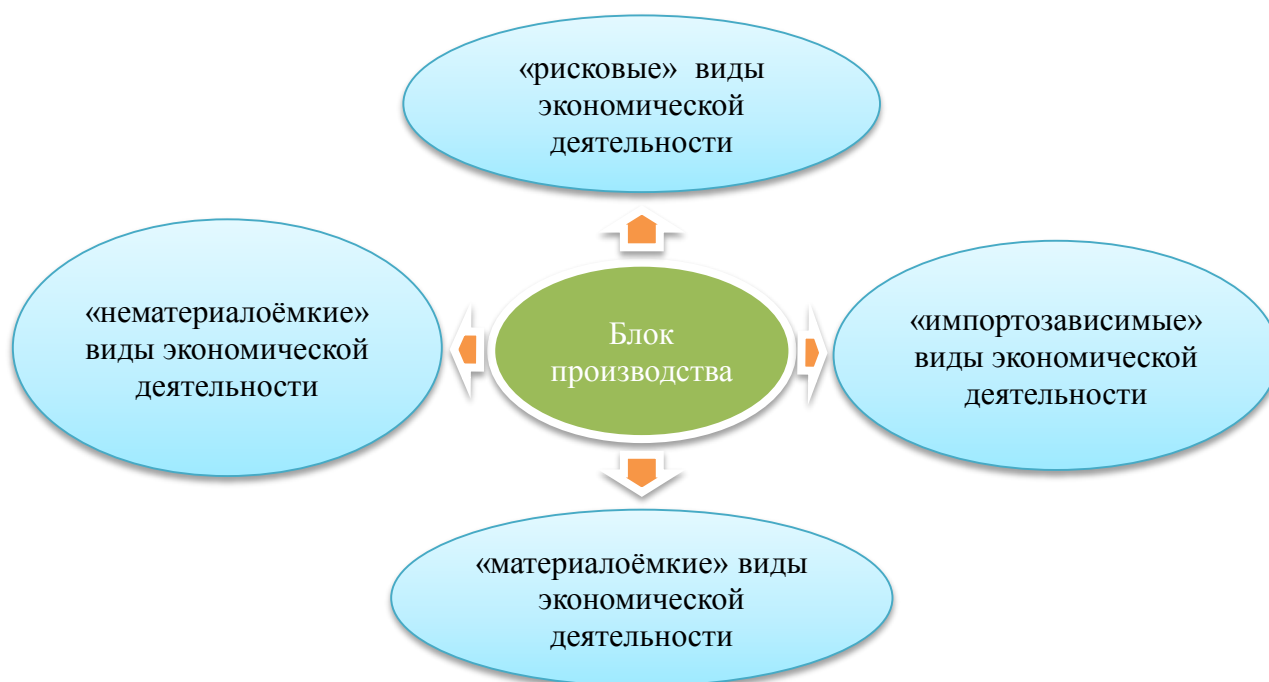 «рисковые» виды
экономической
деятельности
«нематериалоёмкие»
виды экономической
деятельности
Блок
производства
«импортозависимые»
виды экономической
деятельности
«материалоёмкие» виды
экономической
деятельности